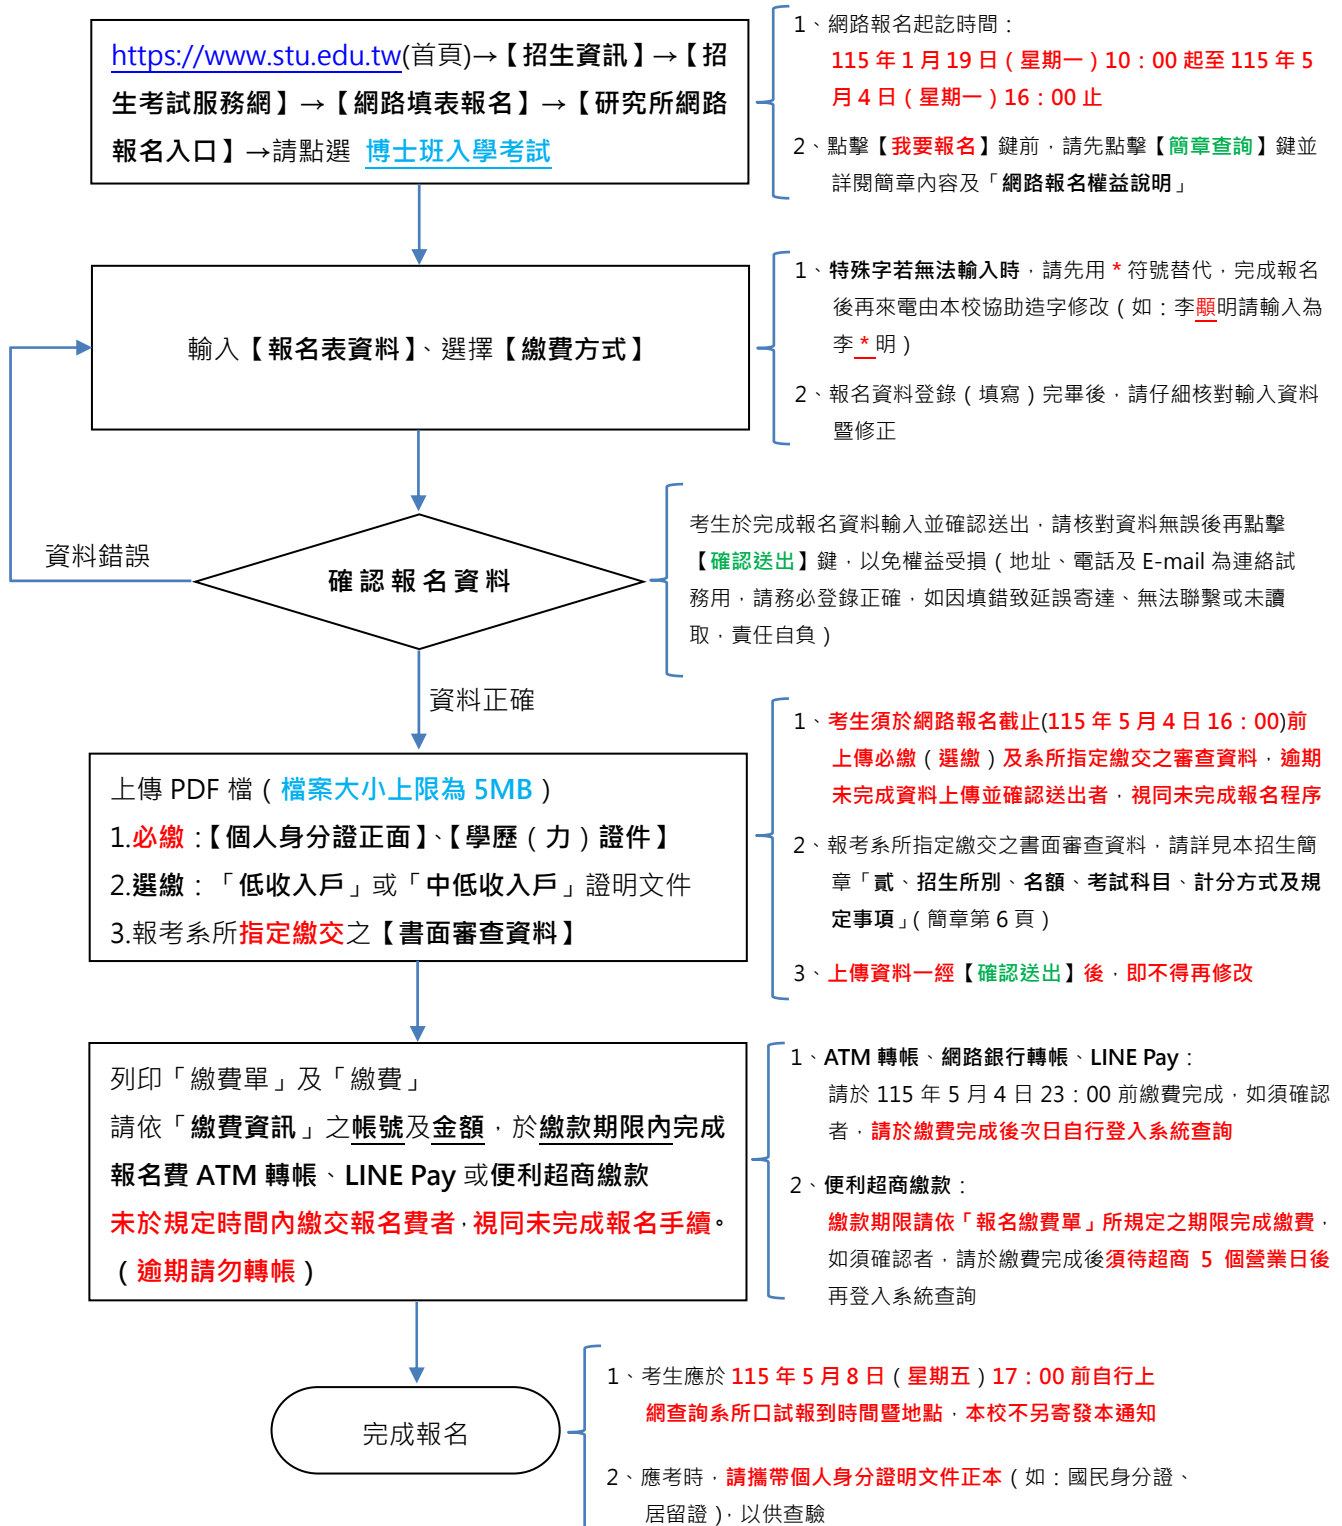 https://www.stu.edu.tw(首頁)→【招生資訊】→【招
生考試服務網】→【網路填表報名】→【研究所網路
報名入口】→請點選 博士班入學考試
1、網路報名起訖時間：
115 年 1 月 19 日（星期一）10：00 起至 115 年 5
月 4 日（星期一）16：00 止
2、點擊【我要報名】鍵前，請先點擊【簡章查詢】鍵並
詳閱簡章內容及「網路報名權益說明」
輸入【報名表資料】、選擇【繳費方式】
1、特殊字若無法輸入時，請先用 * 符號替代，完成報名
後再來電由本校協助造字修改（如：李顯明請輸入為
李 * 明）
2、報名資料登錄（填寫）完畢後，請仔細核對輸入資料
暨修正
資料錯誤
確認報名資料
考生於完成報名資料輸入並確認送出，請核對資料無誤後再點擊
【確認送出】鍵，以免權益受損（地址、電話及 E-mail 為連絡試
務用，請務必登錄正確，如因填錯致延誤寄達、無法聯繫或未讀
取，責任自負）
資料正確
上傳 PDF 檔（檔案大小上限為 5MB）
1.必繳：【個人身分證正面】、【學歷（力）證件】
2.選繳：「低收入戶」或「中低收入戶」證明文件
3.報考系所指定繳交之【書面審查資料】
1、考生須於網路報名截止(115 年 5 月 4 日 16：00)前
上傳必繳（選繳）及系所指定繳交之審查資料，逾期
未完成資料上傳並確認送出者，視同未完成報名程序
2、報考系所指定繳交之書面審查資料，請詳見本招生簡
章「貳、招生所別、名額、考試科目、計分方式及規
定事項」（簡章第 6 頁）
3、上傳資料一經【確認送出】後，即不得再修改
列印「繳費單」及「繳費」
請依「繳費資訊」之帳號及金額，於繳款期限內完成
報名費 ATM 轉帳、LINE Pay 或便利超商繳款
未於規定時間內繳交報名費者，視同未完成報名手續。
（逾期請勿轉帳）
1、ATM 轉帳、網路銀行轉帳、LINE Pay：
請於 115 年 5 月 4 日 23：00 前繳費完成，如須確認
者，請於繳費完成後次日自行登入系統查詢
2、便利超商繳款：
繳款期限請依「報名繳費單」所規定之期限完成繳費，
如須確認者，請於繳費完成後須待超商 5 個營業日後
再登入系統查詢
完成報名
1、考生應於 115 年 5 月 8 日（星期五）17：00 前自行上
網查詢系所口試報到時間暨地點，本校不另寄發本通知
2、應考時，請攜帶個人身分證明文件正本（如：國民身分證、
居留證），以供查驗